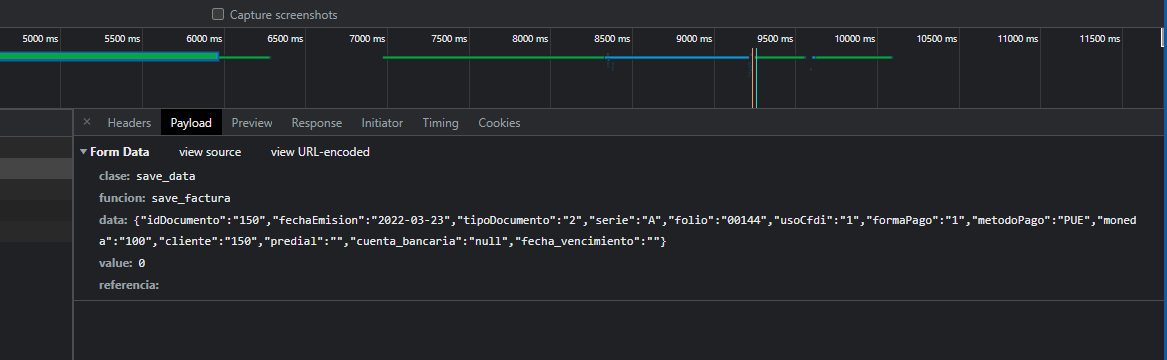 Capture screenshots
5000 ms 5500 ms 6000 ms 6500 ms 7000 ms 7500 ms 8000 ms 8500 ms 9000 ms 9500 ms 10000 ms 10500 ms 11000 ms 11500 ms
× Headers Payload Preview Response Initiator Timing Cookies
▼ Form Data view source view URL-encoded
clase: save_data
funcion: save_factura
data: {"idDocumento":"150","fechaEmision":"2022-03-23","tipoDocumento":"2","serie":"A","folio":"00144","usoCfdi":"1","formaPago":"1","metodoPago":"PUE","mone
da":"100","cliente":"150","predial":"","cuenta_bancaria":"null","fecha_vencimiento":""}
value: 0
referencia: